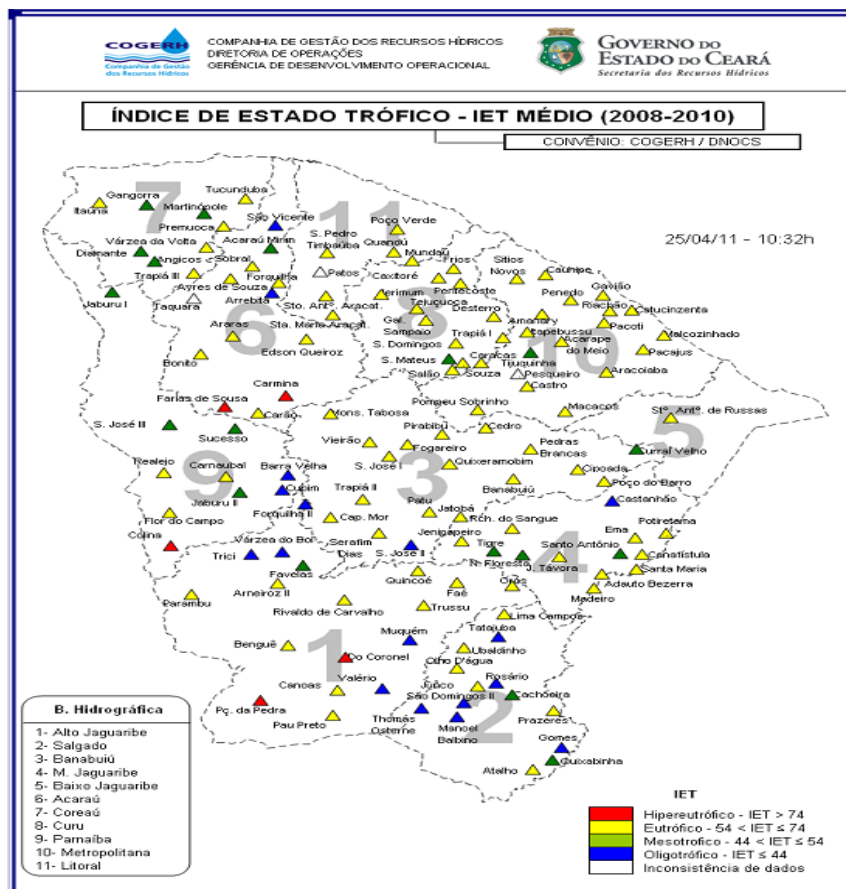 COGERH
Companhia de Gestão
dos Recursos Hídricos
COMPANHIA DE GESTÃO DOS RECURSOS HÍDRICOS
DIRETORIA DE OPERAÇÕES
GERÊNCIA DE DESENVOLVIMENTO OPERACIONAL
GOVERNO DO
ESTADO DO CEARÁ
Secretaria dos Recursos Hídricos
ÍNDICE DE ESTADO TRÓFICO - IET MÉDIO (2008-2010)
CONVÊNIO: COGERH / DNOCS
25/04/11 - 10:32h
7
Gangorra
Itaúna
Tucunduba
Martinópole
Premuoca
São Vicente
Várzea da Volta
Acaraú Mirim
Diamante
Angicos
Sobral
Trapiá III
Forquilha
Ayres de Souza
Jaburu I
Taquara
Arrebita
11
S. Pedro
Timbaúba
Patos
Poço Verde
Quandú
Mundaú
Caxitoré
Frios
Sítios
Novos
Cauhipe
Gavião
Penedo
Catucinzenta
Pacoti
Malcozinhado
Pacajus
Jerimum
Tejuçuoca
Pentecoste
Desterro
Sto. Antº. Aracat.
Sta. Maria Aracat.
8
Gal.
Sampaio
Trapiá I
Amanary
Capebussu
Acarape
do Meio
10
6
Araras
Edson Queiroz
Bonito
S. Domingos
S. Mateus
Caracas
Tijuquinha
Salão
Souza
Pesqueiro
Castro
Aracoiaba
Carmina
Farias de Sousa
Carão
Mons. Tabosa
Pompeu Sobrinho
Macacos
Stº. Antº. de Russas
5
S. José III
Sucesso
Vieirão
Pirabibú
Cedro
Fogareiro
Pedras
Brancas
Curral Velho
Realejo
Carnaubal
Barra Velha
S. José I
3
Quixeramobim
Cipoada
9
Jaburu II
Cupim
Trapiá II
Banabuiú
Poço do Barro
Castanhão
Flor do Campo
Forquilha II
Cap. Mor
Patu
Jatobá
Rch. do Sangue
Potiretama
Ema
Colina
Várzea do Boi
Serafim
Dias
Jenipapeiro
Tigre
Santo Antônio
Canafístula
Trici
S. José II
N. Floresta
J. Távora
4
Santa Maria
Favelas
Quincoé
Adauto Bezerra
Parambu
Arneiroz II
Faé
Orós
Madeiro
Rivaldo de Carvalho
Trussu
Lima Campos
Tatajuba
Benguê
1
Muquém
Ubaldinho
Do Coronel
Olho D'água
Valério
Rosário
Canoas
Junco
São Domingos II
Cachoeira
Pç. da Pedra
Pau Preto
Thomás
Osterne
Manoel
Balbino
2
Prazeres
Gomes
Quixabinha
Atalho
B. Hidrográfica
1- Alto Jaguaribe
2- Salgado
3- Banabuiú
4- M. Jaguaribe
5- Baixo Jaguaribe
6- Acaraú
7- Coreaú
8- Curu
9- Parnaíba
10- Metropolitana
11- Litoral
IET
Hipereutrófico - IET > 74
Eutrófico - 54 < IET ≤ 74
Mesotrófico - 44 < IET ≤ 54
Oligotrófico - IET ≤ 44
Inconsistência de dados